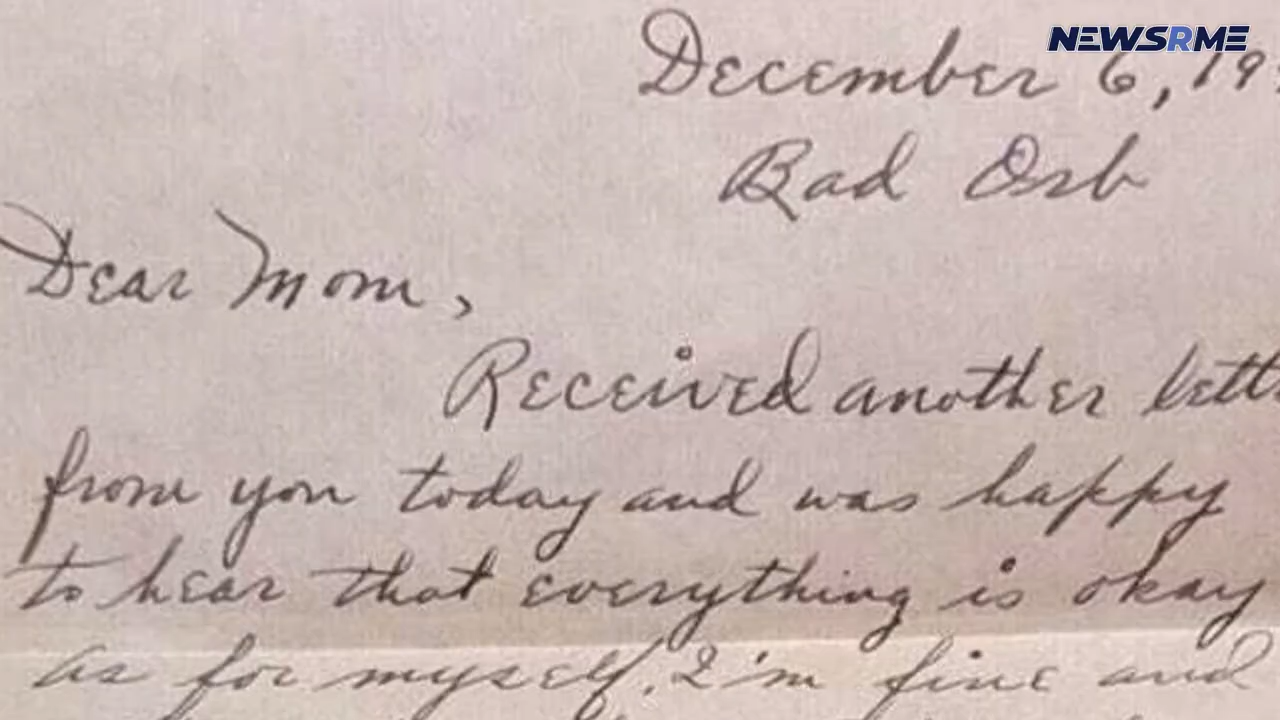 NEWSRME
December 6, 19
Bad Orb
Dear Mom,
Received another lett
from you today and was happy
to hear that everything is okay
as for myself, I'm fine and